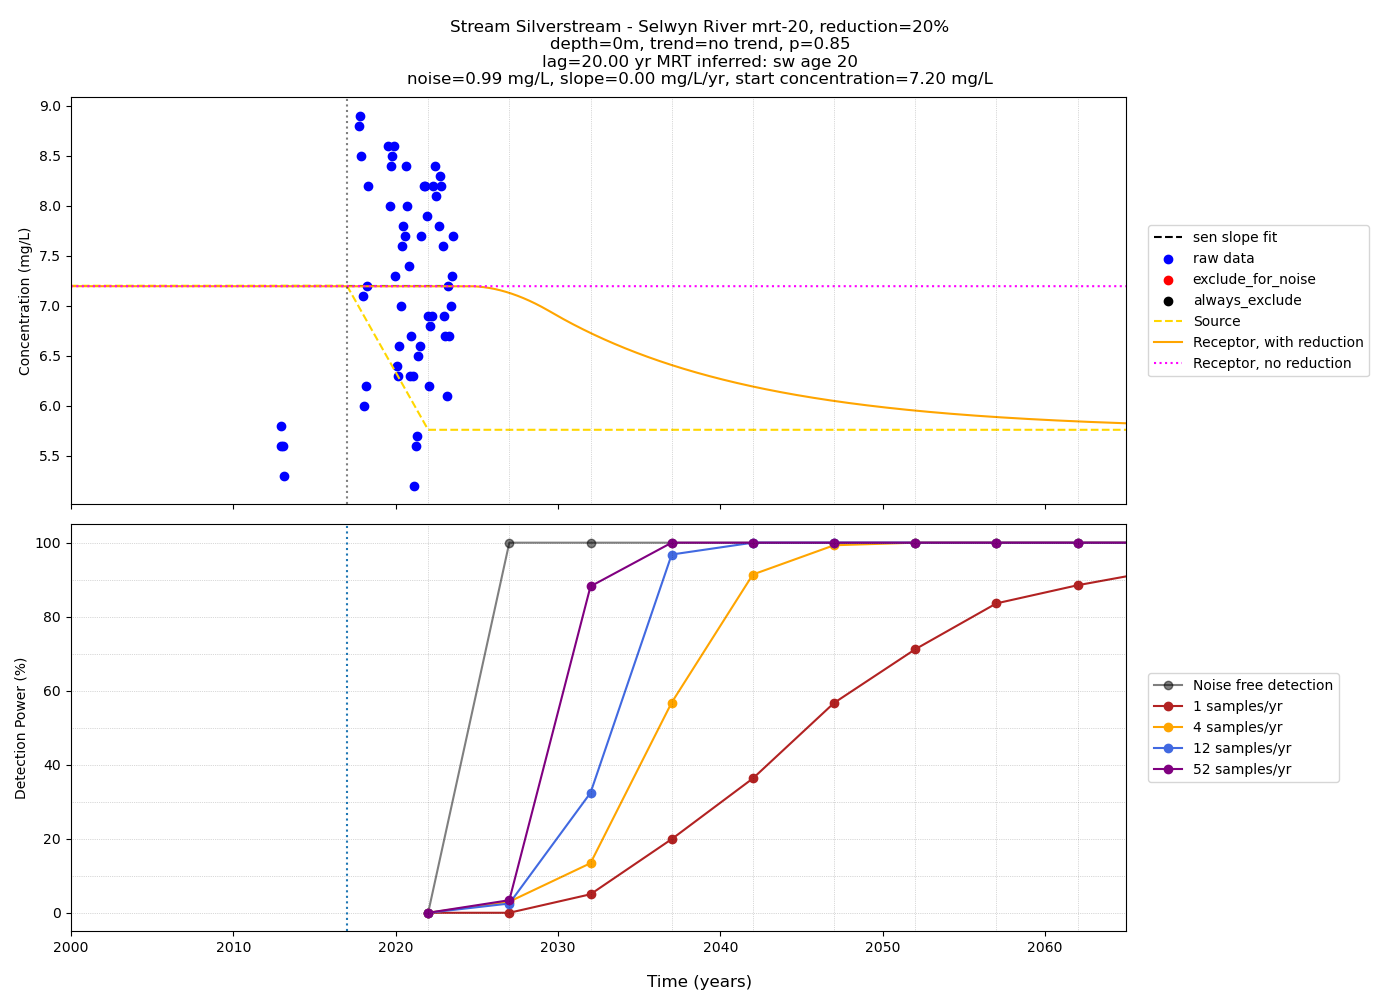 Stream Silverstream - Selwyn River mrt-20, reduction=20%
depth=0m, trend=no trend, p=0.85
lag=20.00 yr MRT inferred: sw age 20
noise=0.99 mg/L, slope=0.00 mg/L/yr, start concentration=7.20 mg/L
Concentration (mg/L)
9.0
8.5
8.0
7.5
7.0
6.5
6.0
5.5
sen slope fit
raw data
exclude_for_noise
always_exclude
Source
Receptor, with reduction
Receptor, no reduction
Detection Power (%)
100
80
60
40
20
0
Noise free detection
1 samples/yr
4 samples/yr
12 samples/yr
52 samples/yr
2000 2010 2020 2030 2040 2050 2060
Time (years)